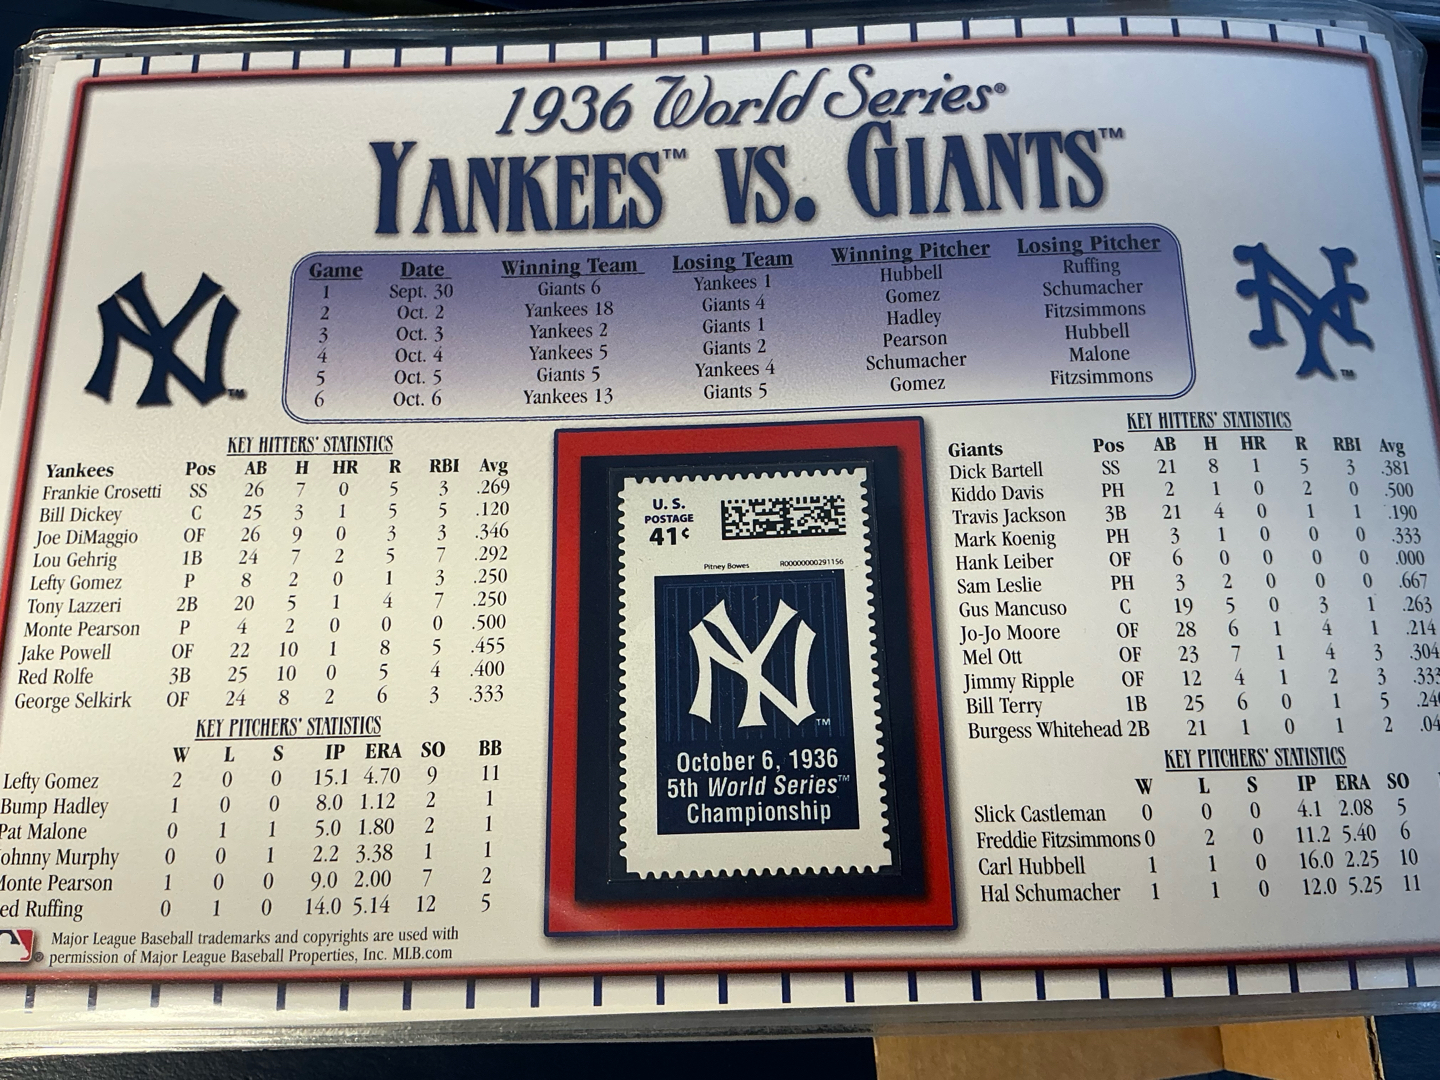 1936 World Series®
YANKEES™ VS. GIANTS™
Game Date Winning Team Losing Team Winning Pitcher Losing Pitcher
1 Sept. 30 Giants 6 Yankees 1 Hubbell Ruffing
2 Oct. 2 Yankees 18 Giants 4 Gomez Schumacher
3 Oct. 3 Yankees 2 Giants 1 Hadley Fitzsimmons
4 Oct. 4 Yankees 5 Giants 2 Pearson Hubbell
5 Oct. 5 Giants 5 Yankees 4 Schumacher Malone
6 Oct. 6 Yankees 13 Giants 5 Gomez Fitzsimmons
NY™
NY™
KEY HITTERS' STATISTICS
Yankees Pos AB H HR R RBI Avg
Frankie Crosetti SS 26 7 0 5 3 .269
Bill Dickey C 25 3 1 5 5 .120
Joe DiMaggio OF 26 9 0 3 3 .346
Lou Gehrig 1B 24 7 2 5 7 .292
Lefty Gomez P 8 2 0 1 3 .250
Tony Lazzeri 2B 20 5 1 4 7 .250
Monte Pearson P 4 2 0 0 0 .500
Jake Powell OF 22 10 1 8 5 .455
Red Rolfe 3B 25 10 0 5 4 .400
George Selkirk OF 24 8 2 6 3 .333
KEY PITCHERS' STATISTICS
W L S IP ERA SO BB
Lefty Gomez 2 0 0 15.1 4.70 9 11
Bump Hadley 1 0 0 8.0 1.12 2 1
Pat Malone 0 1 1 5.0 1.80 2 1
ohnny Murphy 0 0 1 2.2 3.38 1 1
Monte Pearson 1 0 0 9.0 2.00 7 2
ed Ruffing 0 1 0 14.0 5.14 12 5
® Major League Baseball trademarks and copyrights are used with
permission of Major League Baseball Properties, Inc. MLB.com
U.S.
POSTAGE
41¢
Pitney Bowes R00000000291156
NY™
October 6, 1936
5th World Series™
Championship
KEY HITTERS' STATISTICS
Giants Pos AB H HR R RBI Avg
Dick Bartell SS 21 8 1 5 3 .381
Kiddo Davis PH 2 1 0 2 0 .500
Travis Jackson 3B 21 4 0 1 1 .190
Mark Koenig PH 3 1 0 0 0 .333
Hank Leiber OF 6 0 0 0 0 .000
Sam Leslie PH 3 2 0 0 0 .667
Gus Mancuso C 19 5 0 3 1 .263
Jo-Jo Moore OF 28 6 1 4 1 .214
Mel Ott OF 23 7 1 4 3 .304
Jimmy Ripple OF 12 4 1 2 3 .333
Bill Terry 1B 25 6 0 1 5 .24
Burgess Whitehead 2B 21 1 0 1 2 .04
KEY PITCHERS' STATISTICS
W L S IP ERA SO
Slick Castleman 0 0 0 4.1 2.08 5
Freddie Fitzsimmons 0 2 0 11.2 5.40 6
Carl Hubbell 1 1 0 16.0 2.25 10
Hal Schumacher 1 1 0 12.0 5.25 11